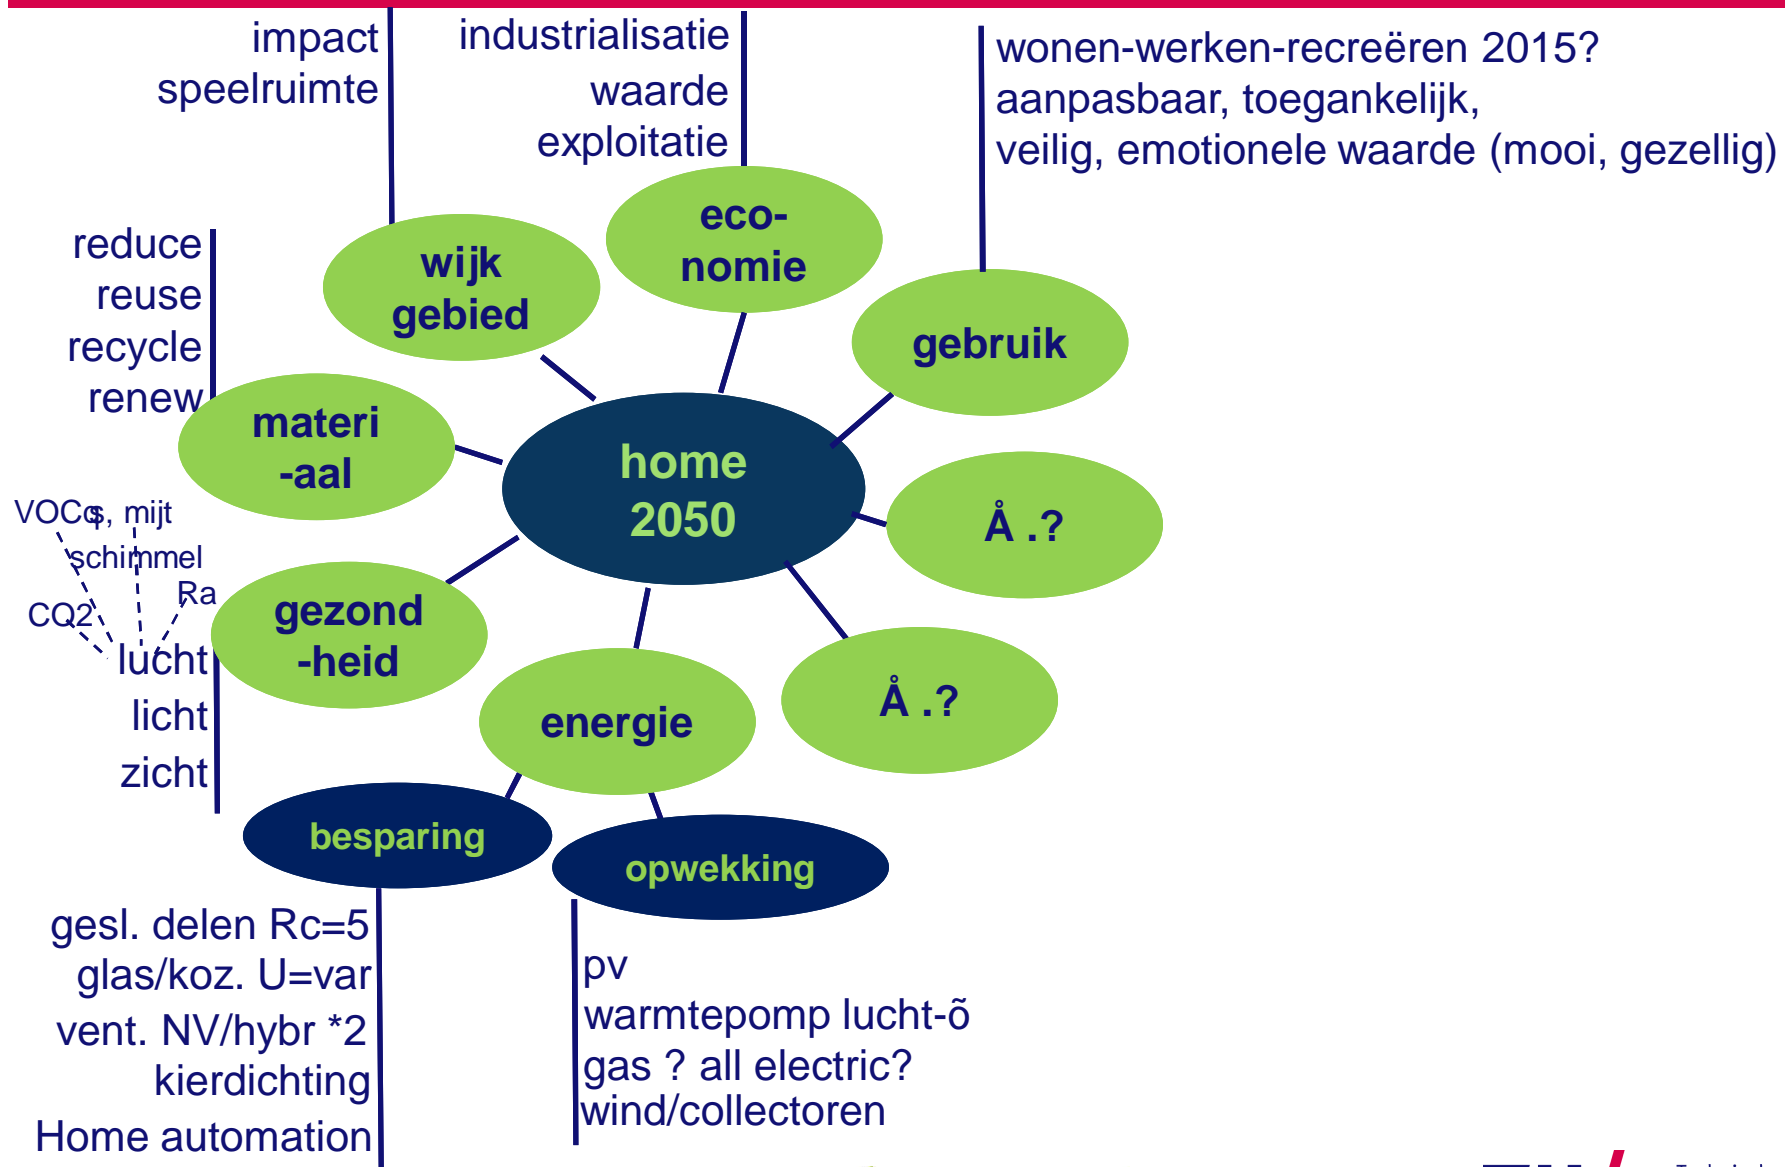 impact
speelruimte
industrialisatie
waarde
exploitatie
wonen-werken-recreëren 2015?
aanpasbaar, toegankelijk,
veilig, emotionele waarde (mooi, gezellig)
eco-
nomie
wijk
gebied
gebruik
reduce
reuse
recycle
renew
materi
-aal
home
2050
Å .?
Å .?
VOCq, mijt
schimmel
Ra
CO2
lucht
licht
zicht
gezond
-heid
energie
besparing
opwekking
gesl. delen Rc=5
glas/koz. U=var
vent. NV/hybr *2
kierdichting
Home automation
pv
warmtepomp lucht-õ
gas ? all electric?
wind/collectoren